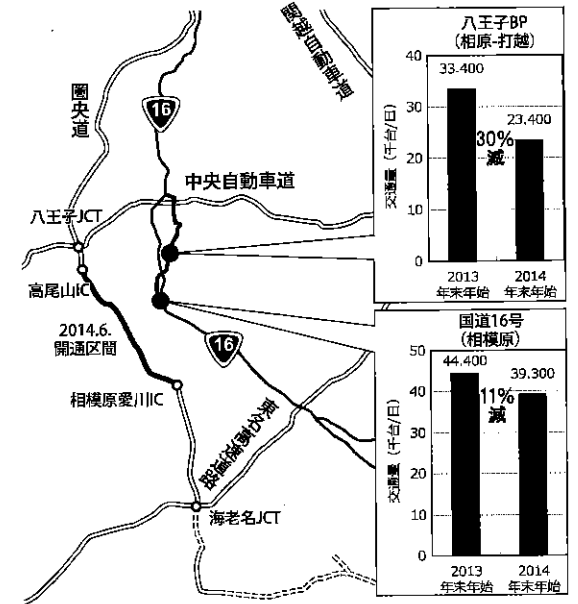 関越自動車道
圏央道
16
中央自動車道
八王子JCT
高尾山IC
2014.6.
開通区間
16
相模原愛川IC
東名高速道路
海老名JCT
八王子BP
(相原-打越)
交通量(千台/日)
40
30
20
10
0
33.400
23,400
30%
減
2013
年末年始
2014
年末年始
国道16号
(相模原)
交通量(千台/日)
50
40
30
20
10
0
44,400
39,300
11%
減
2013
年末年始
2014
年末年始